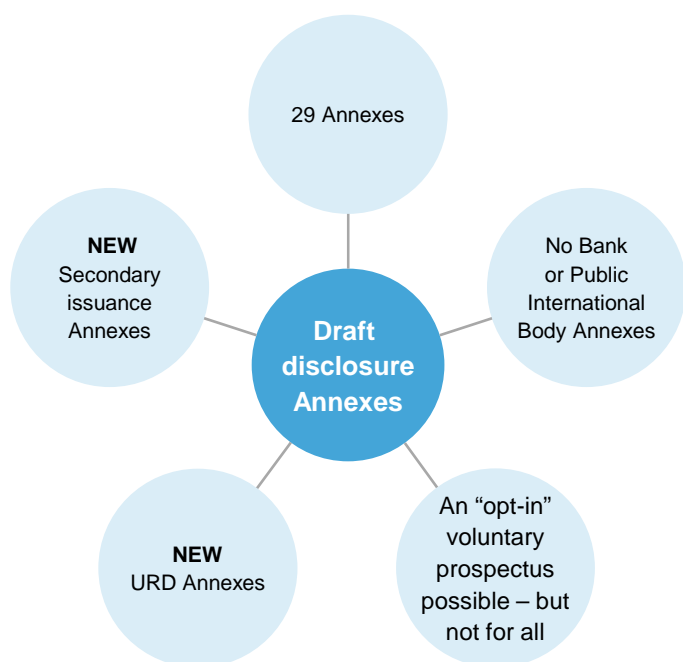 29 Annexes
NEW
Secondary
issuance
Annexes
No Bank
or Public
International
Body Annexes
Draft
disclosure
Annexes
NEW
URD Annexes
An “opt-in”
voluntary
prospectus
possible – but
not for all